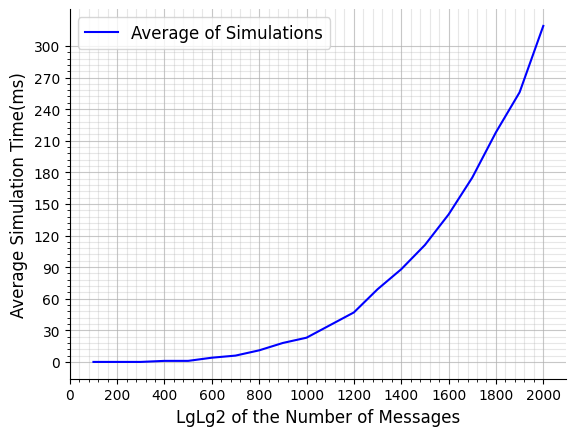 Average of Simulations
Average Simulation Time(ms)
300
270
240
210
180
150
120
90
60
30
0
0 200 400 600 800 1000 1200 1400 1600 1800 2000
LgLg2 of the Number of Messages